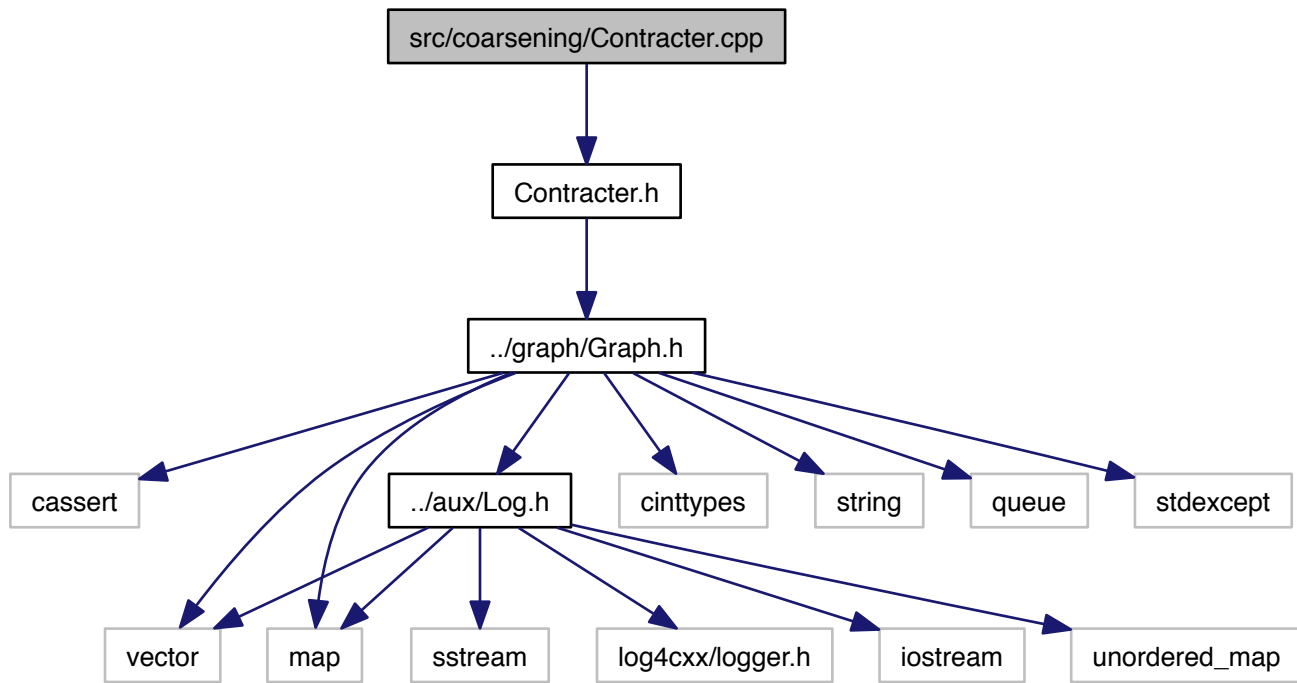 src/coarsening/Contracter.cpp
Contracter.h
../graph/Graph.h
cassert
../aux/Log.h
cinttypes
string
queue
stdexcept
vector
map
sstream
log4cxx/logger.h
iostream
unordered_map